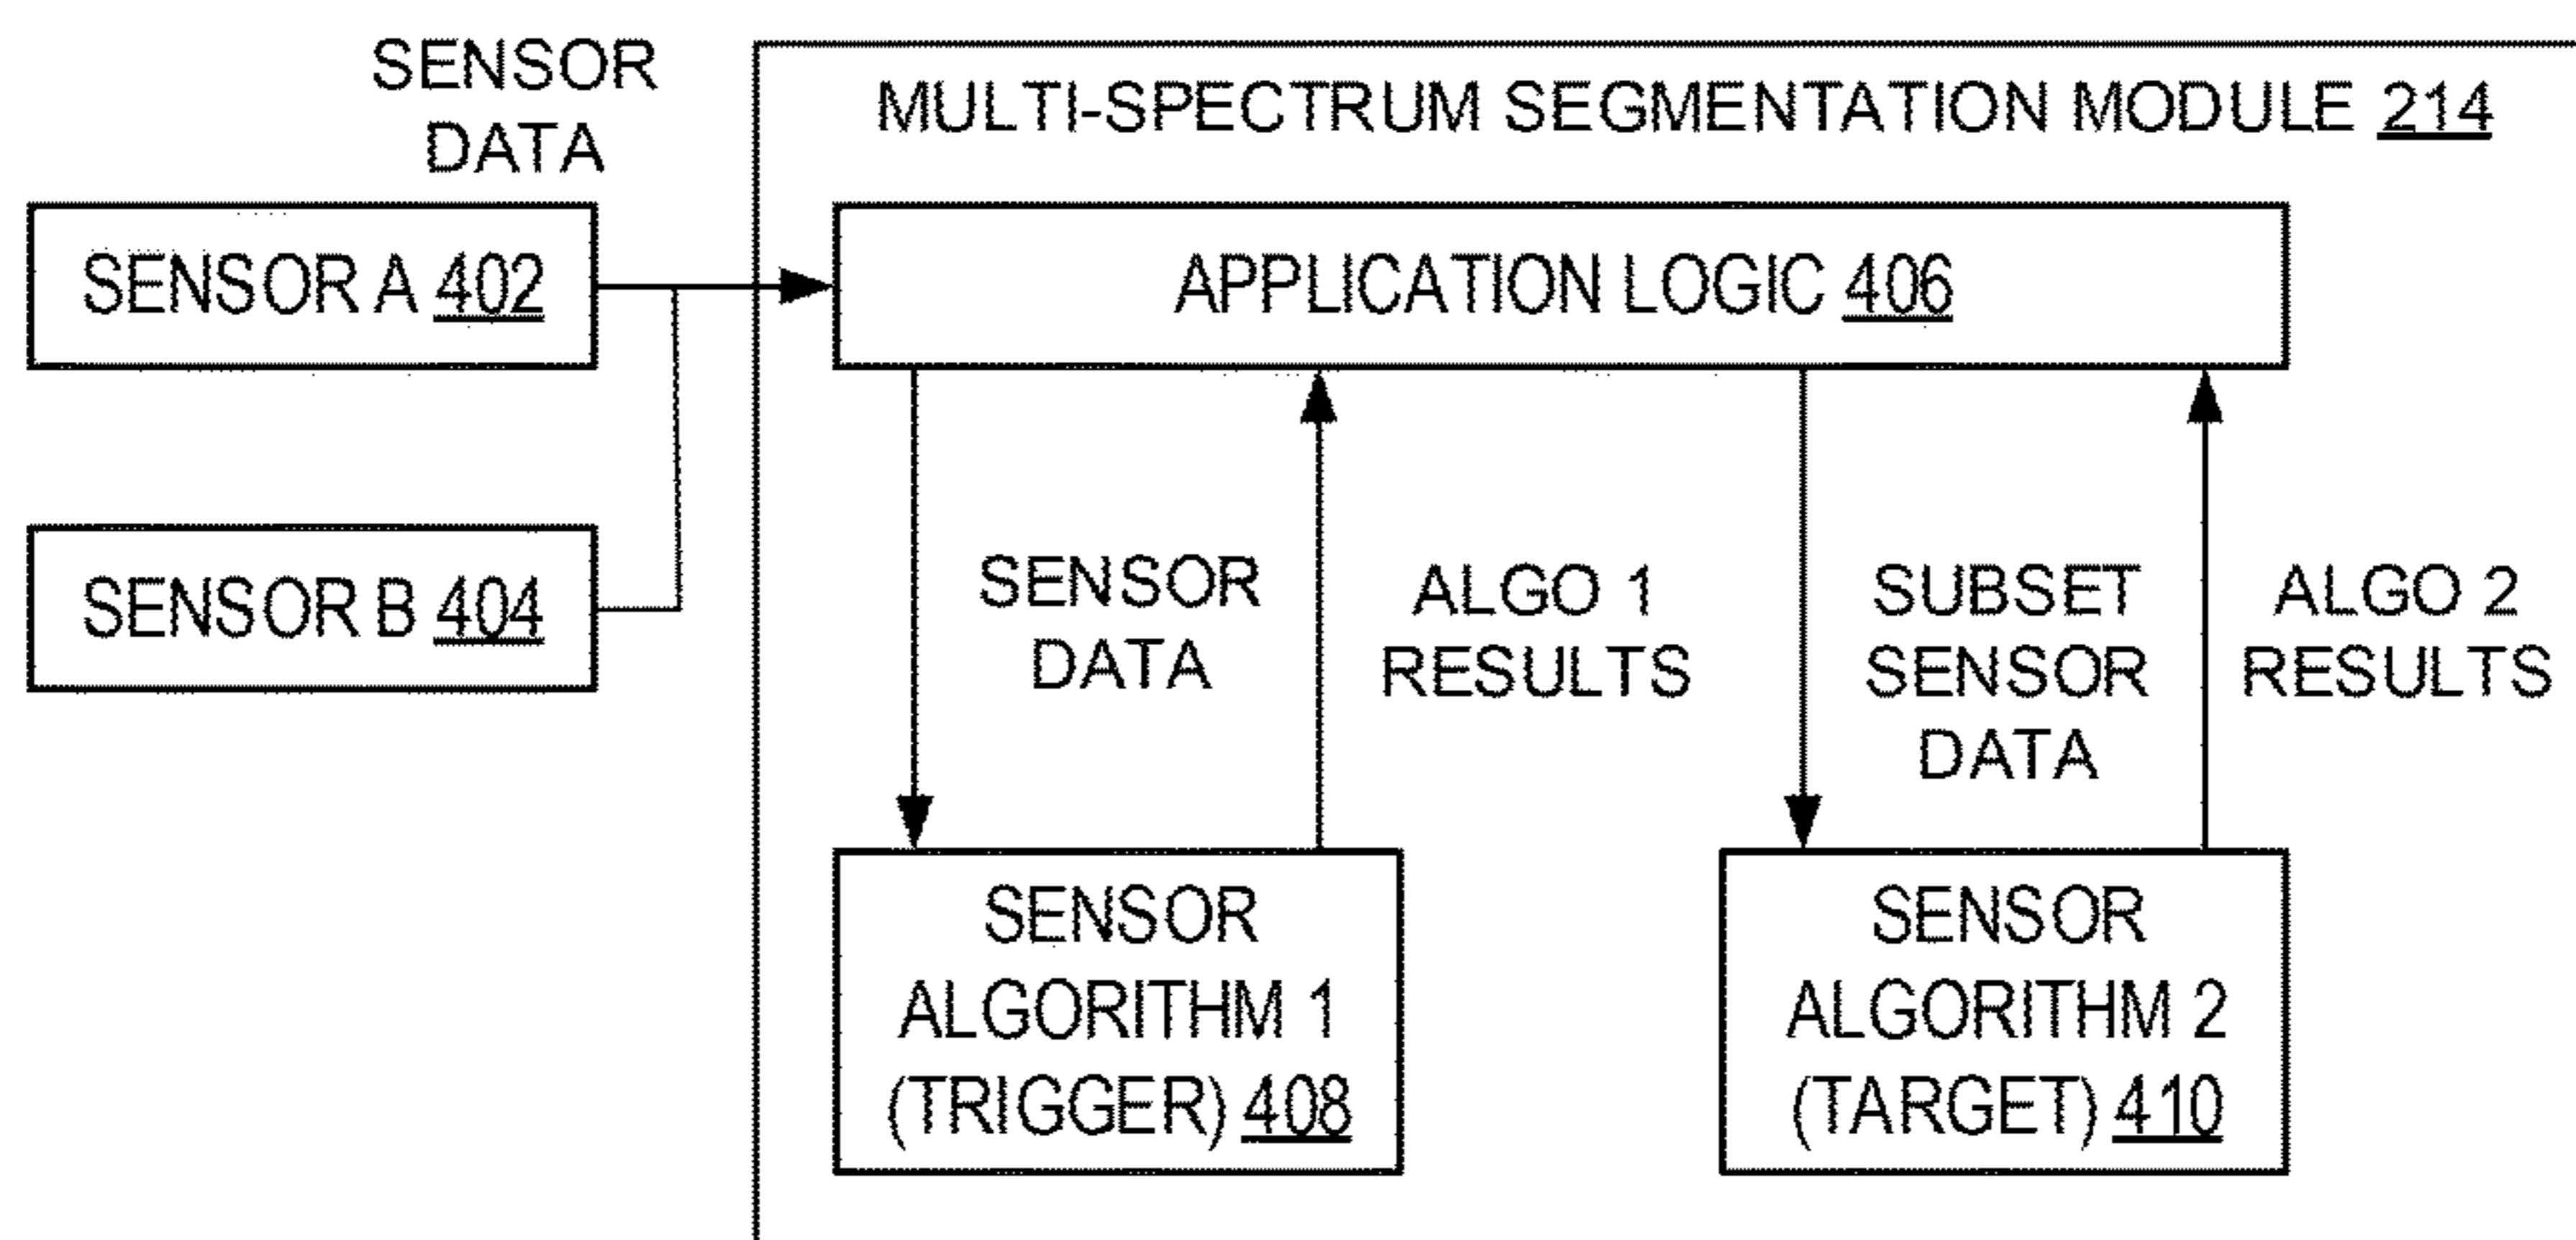 SENSOR
DATA
MULTI-SPECTRUM SEGMENTATION MODULE 214
SENSOR A 402
APPLICATION LOGIC 406
SENSOR B 404
SENSOR
DATA
ALGO 1
RESULTS
SUBSET
SENSOR
DATA
ALGO 2
RESULTS
SENSOR
ALGORITHM 1
(TRIGGER) 408
SENSOR
ALGORITHM 2
(TARGET) 410